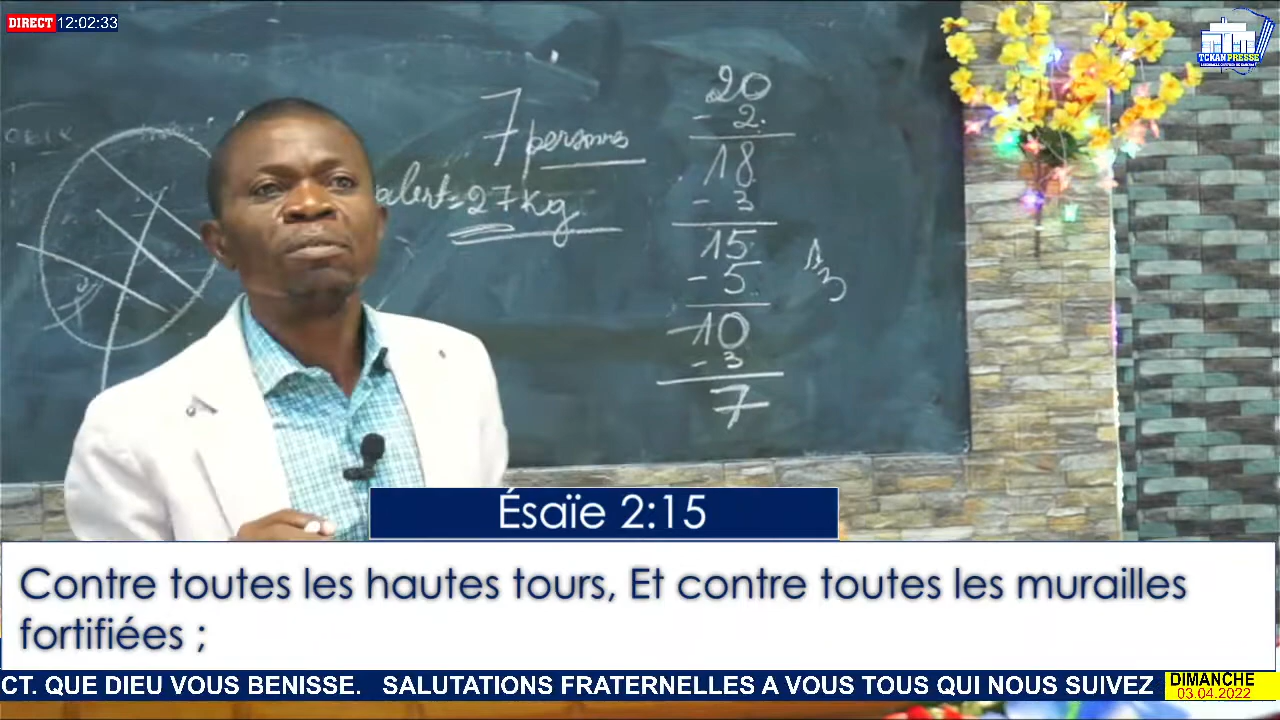 DIRECT 12:02:33
TCKAN PRESSE
7 personnes
= 27 Kg
20
- 2
18
- 3
15
- 5
10
- 3
7
Ésaïe 2:15
Contre toutes les hautes tours, Et contre toutes les murailles
fortifiées ;
CT. QUE DIEU VOUS BENISSE. SALUTATIONS FRATERNELLES A VOUS TOUS QUI NOUS SUIVEZ
DIMANCHE
03.04.2022